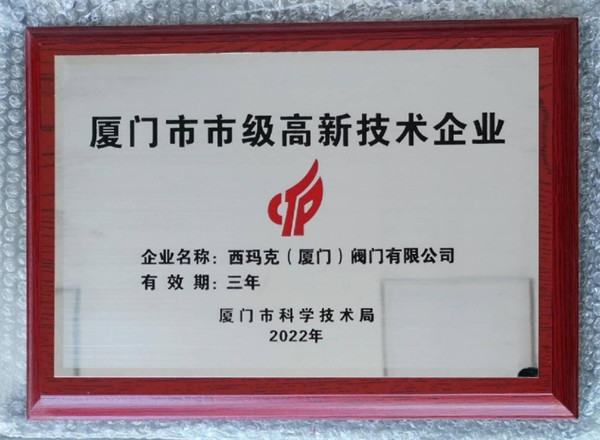 厦门市市级高新技术企业
企业名称：西玛克（厦门）阀门有限公司
有 效 期：三年
厦门市科学技术局
2022年